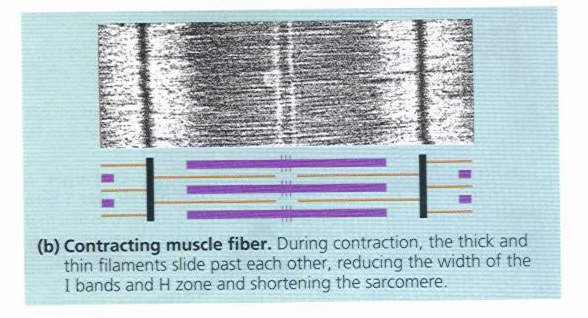 (b) Contracting muscle fiber. During contraction, the thick and
thin filaments slide past each other, reducing the width of the
I bands and H zone and shortening the sarcomere.